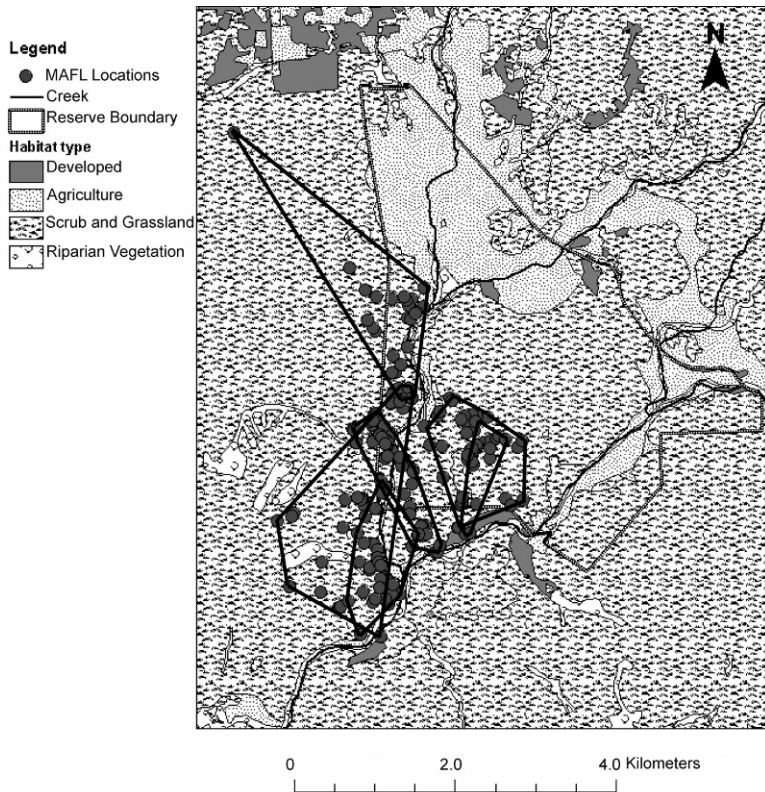 N
Legend
MAFL Locations
Creek
Reserve Boundary
Habitat type
Developed
Agriculture
Scrub and Grassland
Riparian Vegetation
0 2.0 4.0 Kilometers